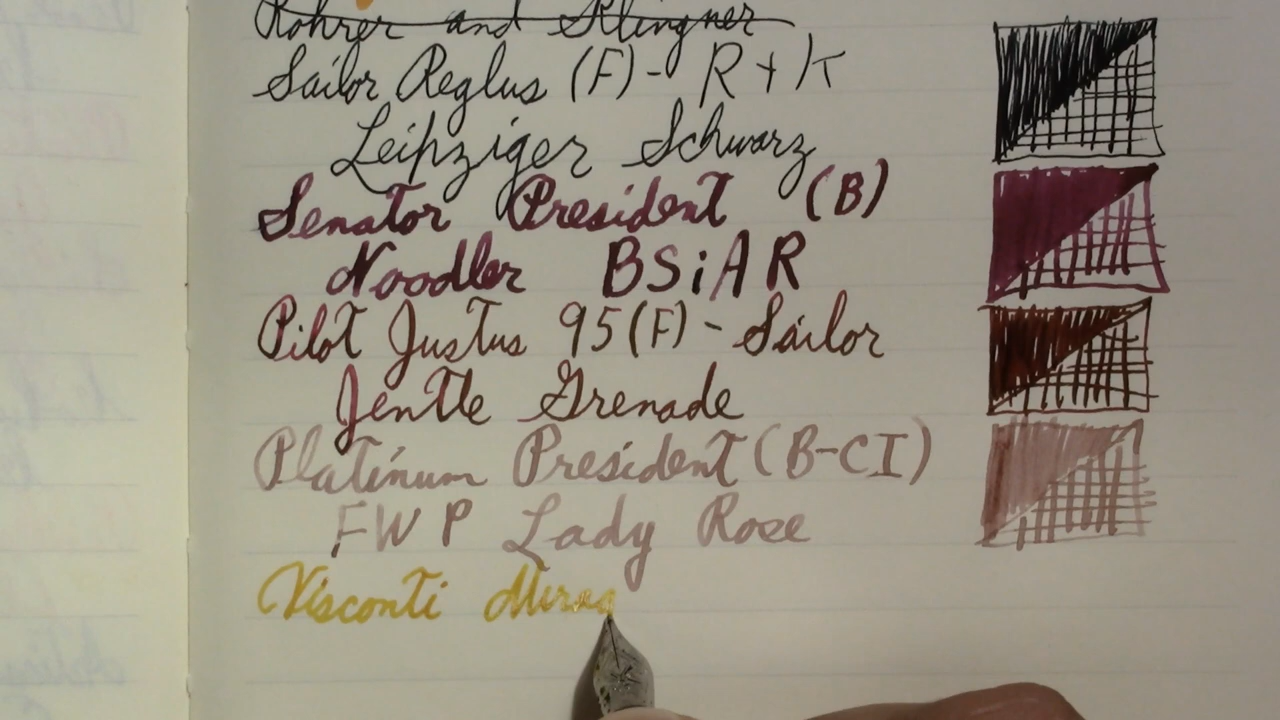 Rohrer and Klingner
Sailor Reglus (F) - R + K
Leipziger Schwarz
Senator President (B)
Noodler BSiAR
Pilot Justus 95 (F) - Sailor
Jentle Grenade
Platinum President (B-CI)
FWP Lady Rose
Visconti Mirag